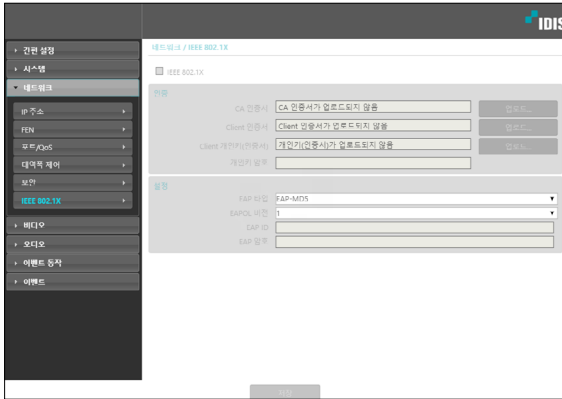 IDIS
간편 설정
시스템
네트워크
IP 주소
FEN
포트/QoS
대역폭 제어
보안
IEEE 802.1X
비디오
오디오
이벤트 동작
이벤트
네트워크 / IEEE 802.1X
IEEE 802.1X
인증
CA 인증서 CA 인증서가 업로드되지 않음 업로드...
Client 인증서 Client 인증서가 업로드되지 않음 업로드...
Client 개인키(인증서) 개인키(인증서)가 업로드되지 않음 업로드...
개인키 암호
설정
EAP 타입 EAP-MD5
EAPOL 버전 1
EAP ID
EAP 암호
저장